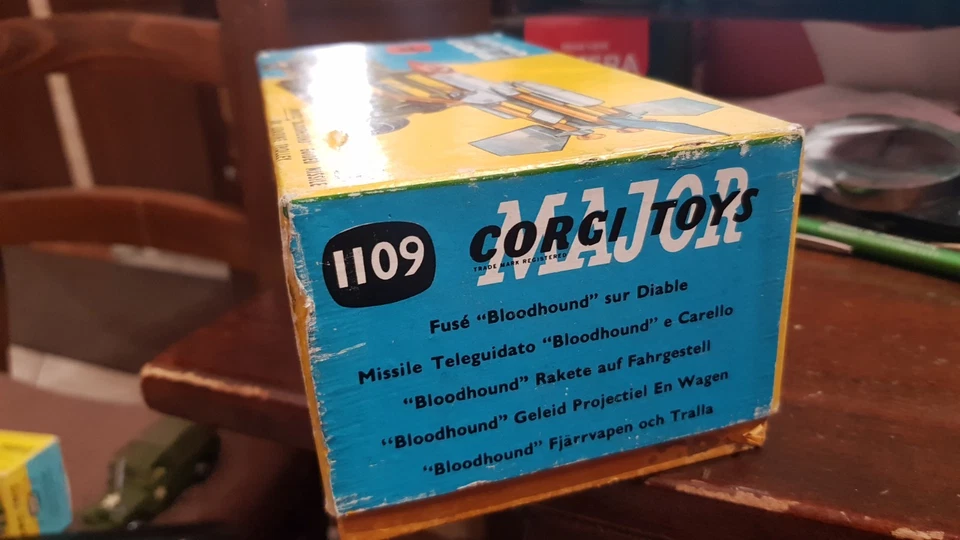 1109
CORGI TOYS
MAJOR
TRADE MARK REGISTERED
Fusé “Bloodhound” sur Diable
Missile Teleguidato “Bloodhound” e Carello
“Bloodhound” Rakete auf Fahrgestell
“Bloodhound” Geleid Projectiel En Wagen
“Bloodhound” Fjärrvapen och Tralla